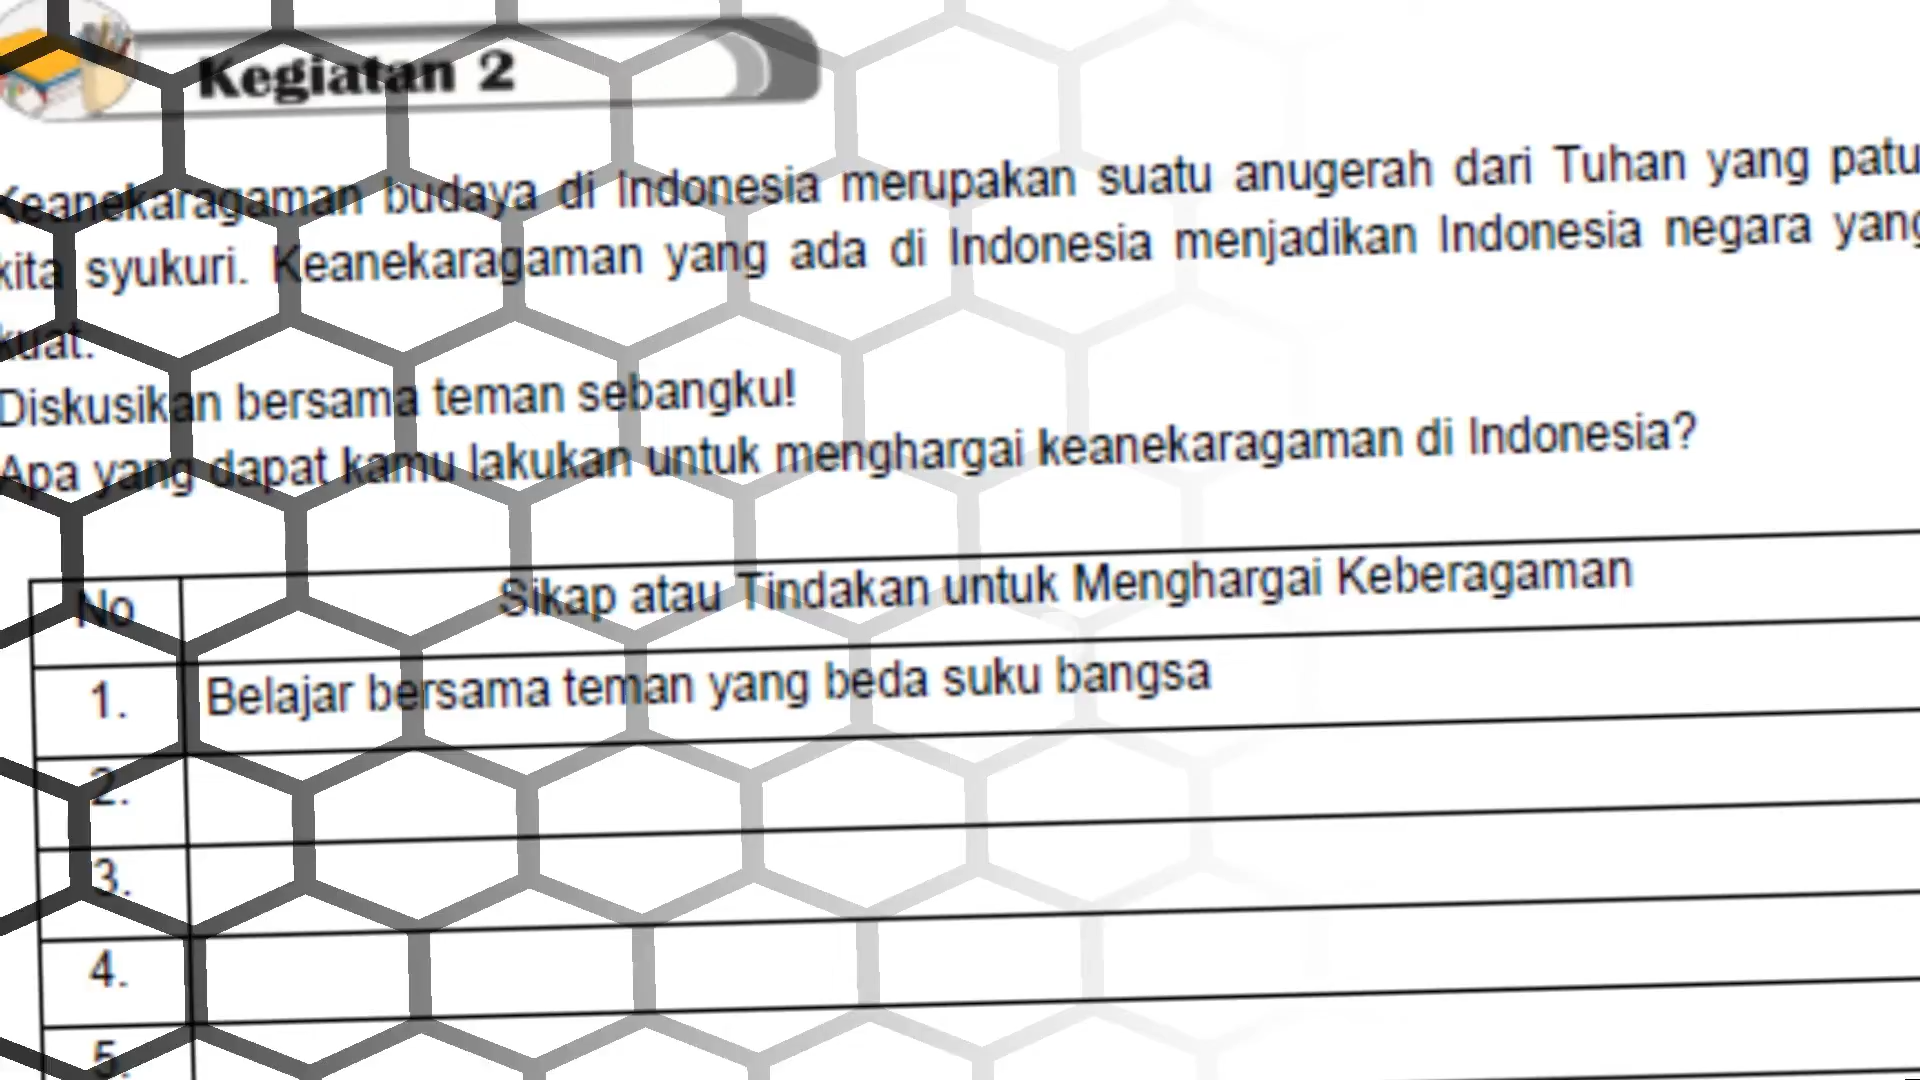 Kegiatan 2
Keanekaragaman budaya di Indonesia merupakan suatu anugerah dari Tuhan yang
kita syukuri. Keanekaragaman yang ada di Indonesia menjadikan Indonesia negara yang
kuat.
Diskusikan bersama teman sebangku!
Apa yang dapat kamu lakukan untuk menghargai keanekaragaman di Indonesia?
No Sikap atau Tindakan untuk Menghargai Keberagaman
1. Belajar bersama teman yang beda suku bangsa
2.
3.
4.
5.